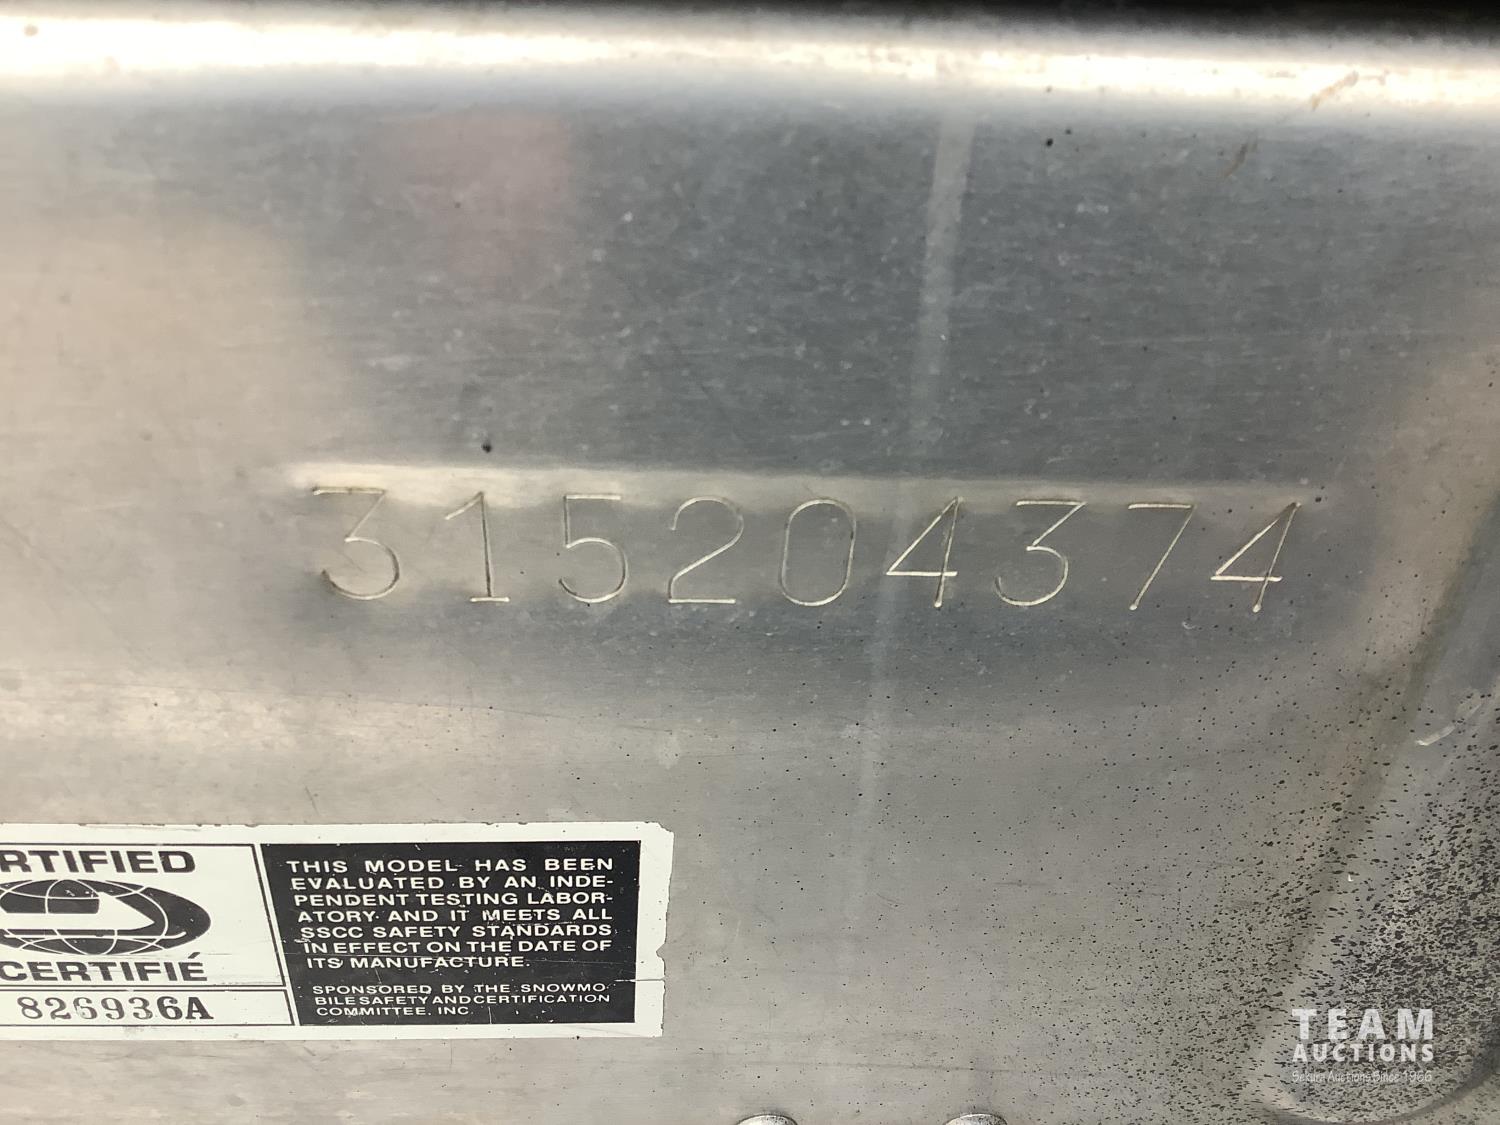 315204374
RTIFIED
CERTIFIÉ
826936A
THIS MODEL HAS BEEN
EVALUATED BY AN INDE-
PENDENT TESTING LABOR-
ATORY AND IT MEETS ALL
SSCC SAFETY STANDARDS
IN EFFECT ON THE DATE OF
ITS MANUFACTURE.
SPONSORED BY THE SNOWMO-
BILE SAFETY AND CERTIFICATION
COMMITTEE, INC.
TEAM
AUCTIONS
Sekura Auctions Since 1966